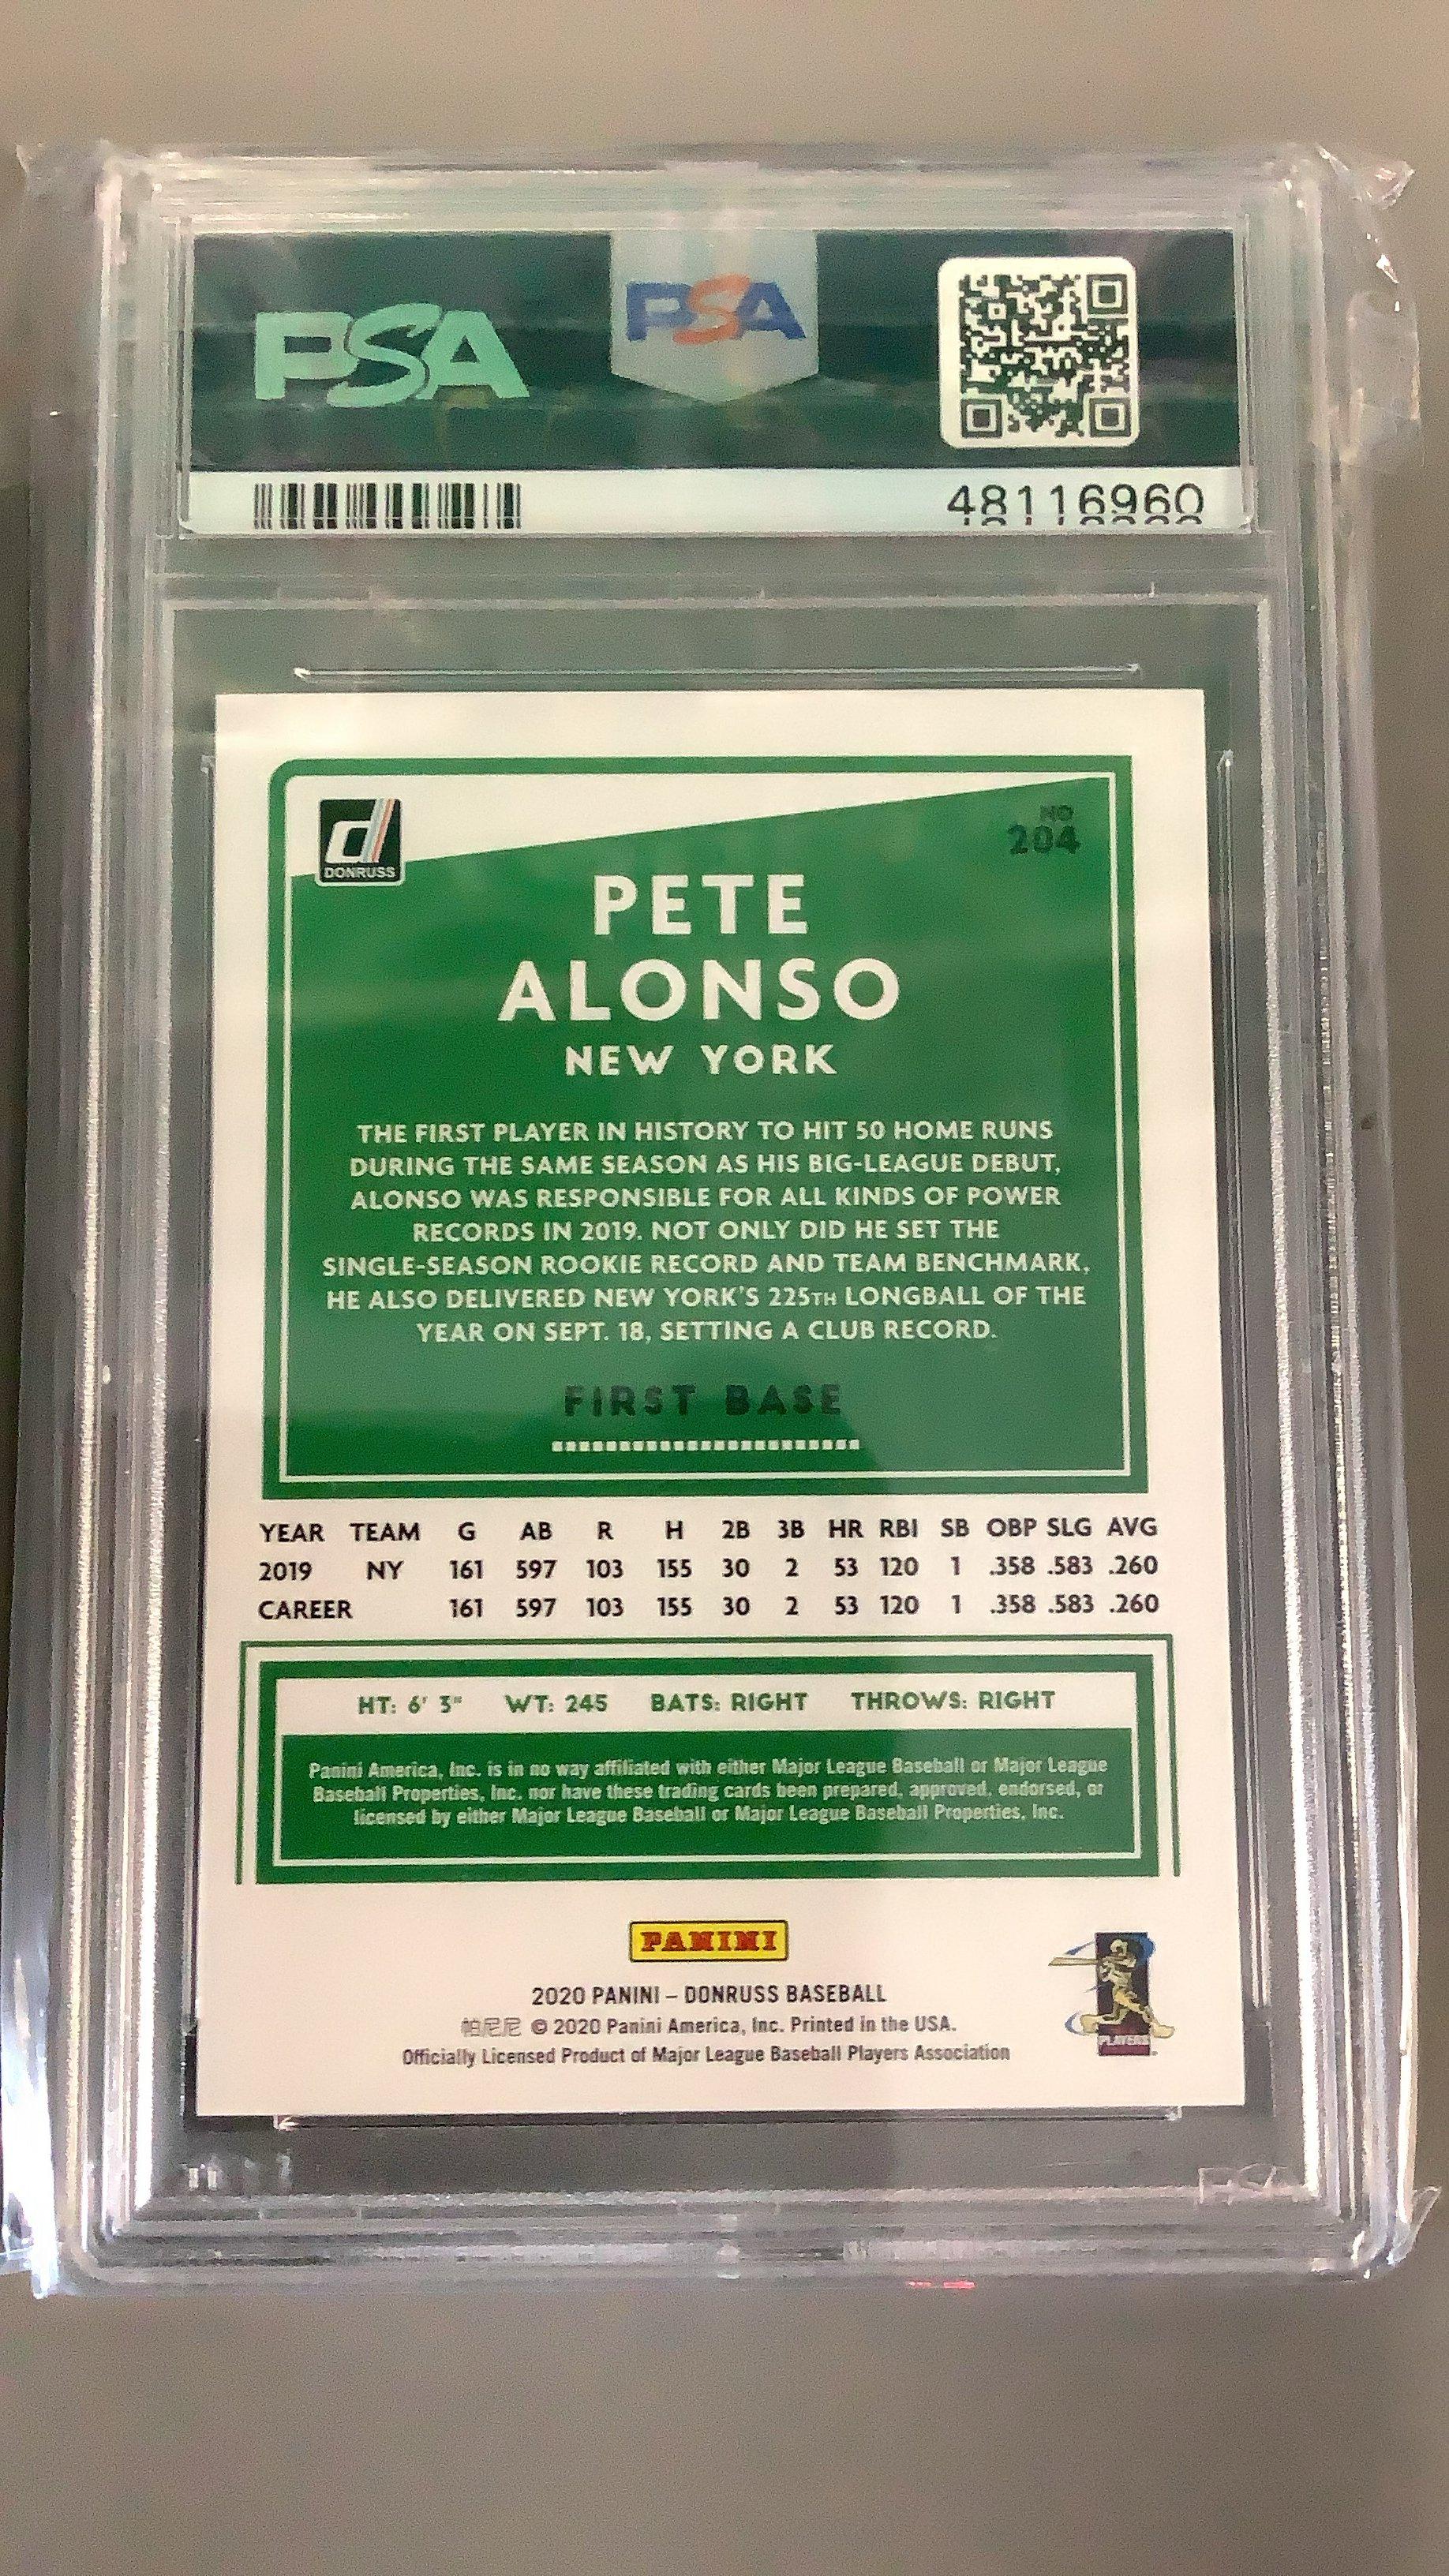 PSA
PSA
48116960
DONRUSS
NO
204
PETE
ALONSO
NEW YORK
THE FIRST PLAYER IN HISTORY TO HIT 50 HOME RUNS
DURING THE SAME SEASON AS HIS BIG-LEAGUE DEBUT,
ALONSO WAS RESPONSIBLE FOR ALL KINDS OF POWER
RECORDS IN 2019. NOT ONLY DID HE SET THE
SINGLE-SEASON ROOKIE RECORD AND TEAM BENCHMARK,
HE ALSO DELIVERED NEW YORK'S 225TH LONGBALL OF THE
YEAR ON SEPT. 18, SETTING A CLUB RECORD.
FIRST BASE
YEAR TEAM G AB R H 2B 3B HR RBI SB OBP SLG AVG
2019 NY 161 597 103 155 30 2 53 120 1 .358 .583 .260
CAREER 161 597 103 155 30 2 53 120 1 .358 .583 .260
HT: 6' 3" WT: 245 BATS: RIGHT THROWS: RIGHT
Panini America, Inc. is in no way affiliated with either Major League Baseball or Major League
Baseball Properties, Inc. nor have these trading cards been prepared, approved, endorsed, or
licensed by either Major League Baseball or Major League Baseball Properties, Inc.
PANINI
2020 PANINI – DONRUSS BASEBALL
帕尼尼 © 2020 Panini America, Inc. Printed in the USA.
Officially Licensed Product of Major League Baseball Players Association
PLAYERS
PSA